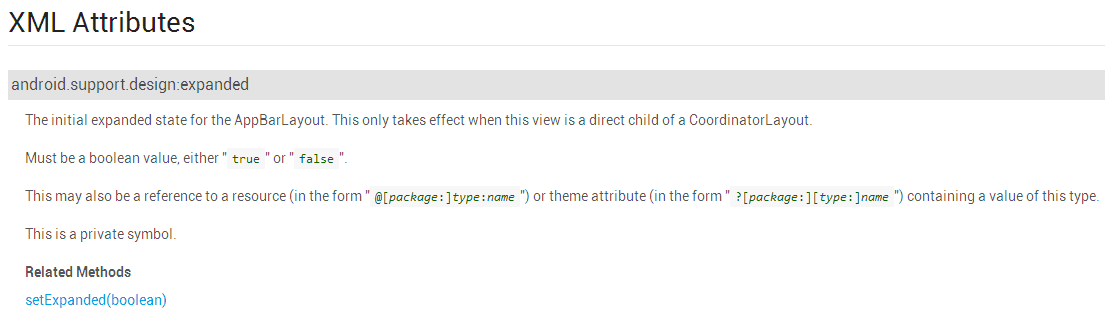 XML Attributes
android.support.design:expanded
The initial expanded state for the AppBarLayout. This only takes effect when this view is a direct child of a CoordinatorLayout.
Must be a boolean value, either " true " or " false ".
This may also be a reference to a resource (in the form " @[package:]type:name ") or theme attribute (in the form " ?[package:][type:]name ") containing a value of this type.
This is a private symbol.
Related Methods
setExpanded(boolean)